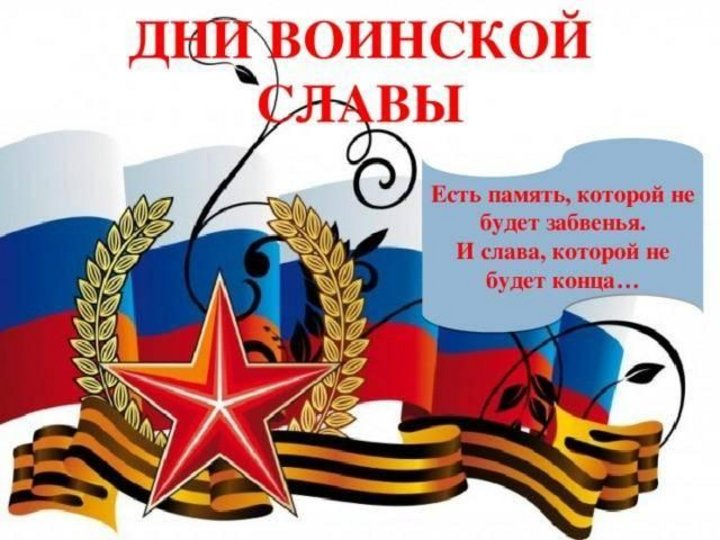 ДНИ ВОИНСКОЙ
СЛАВЫ
Есть память, которой не
будет забвенья.
И слава, которой не
будет конца…